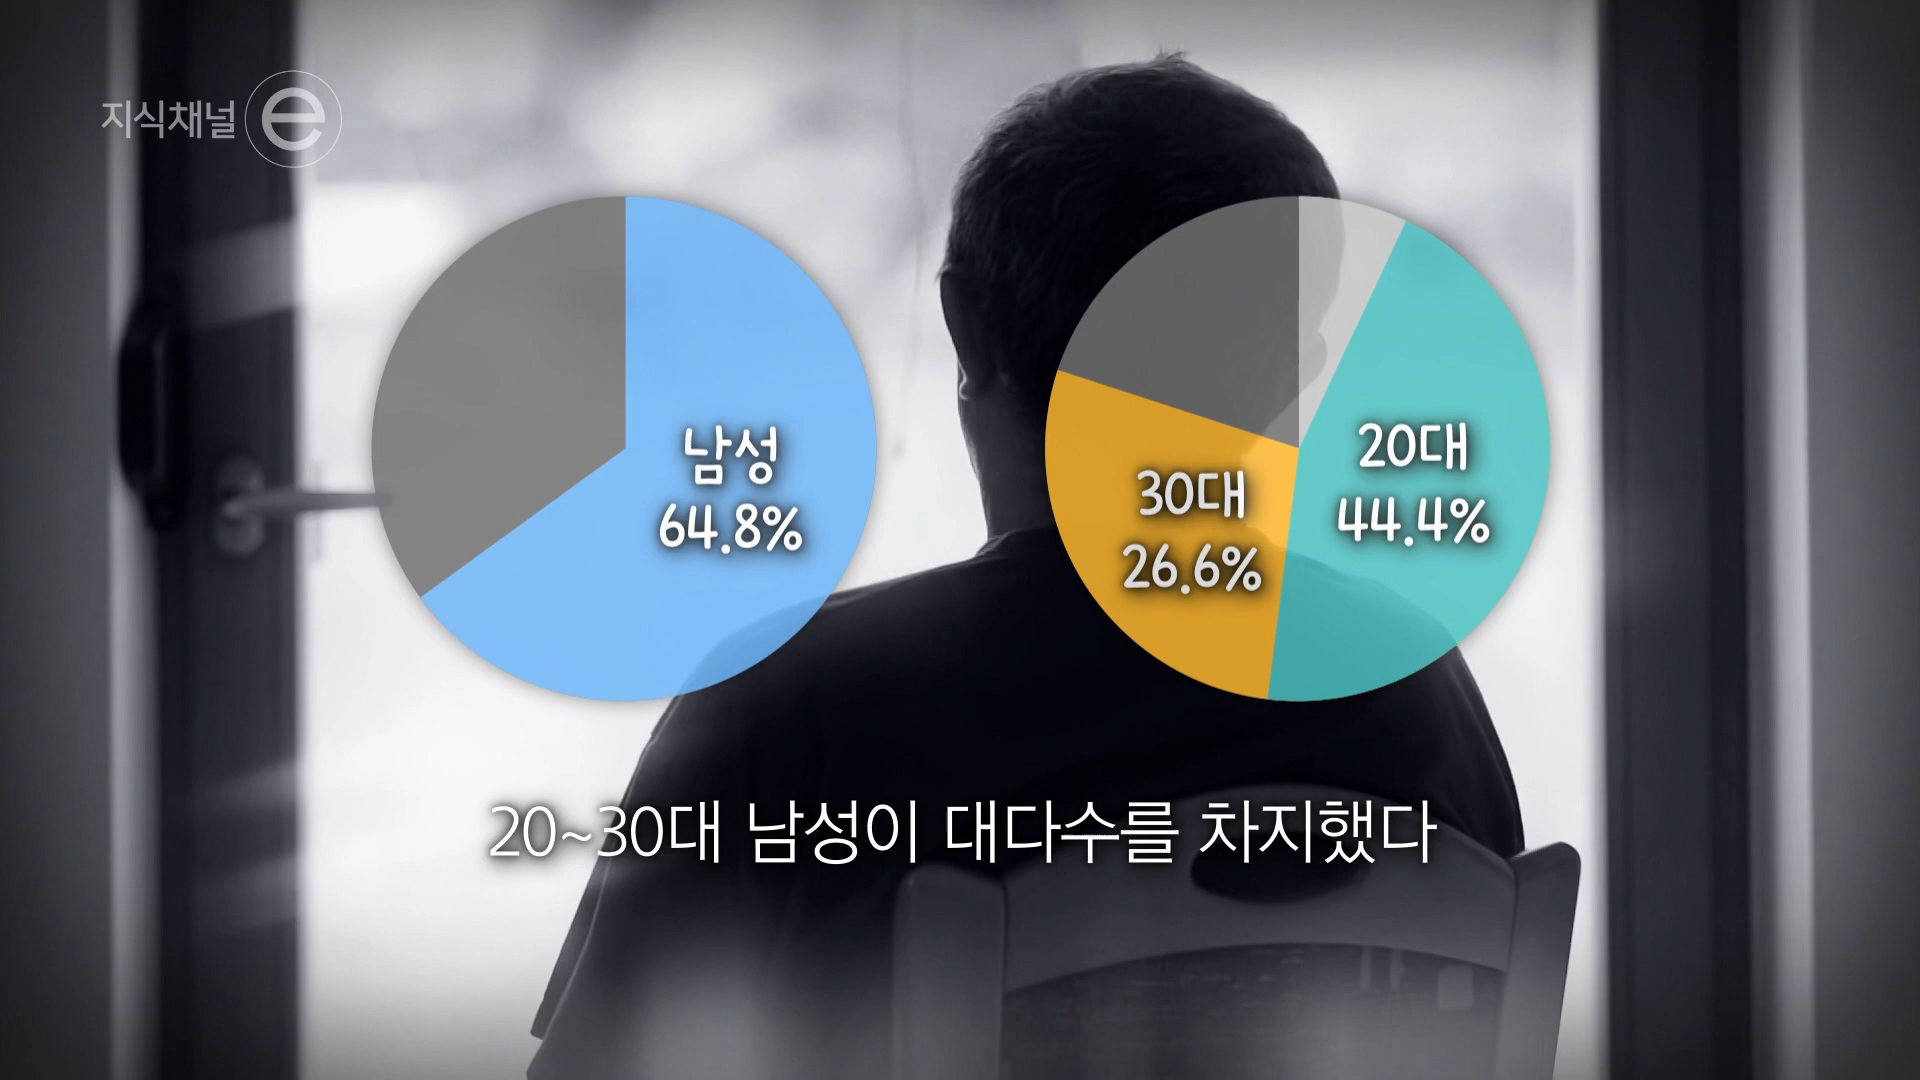 지식채널 e
남성
64.8%
20대
44.4%
30대
26.6%
20~30대 남성이 대다수를 차지했다